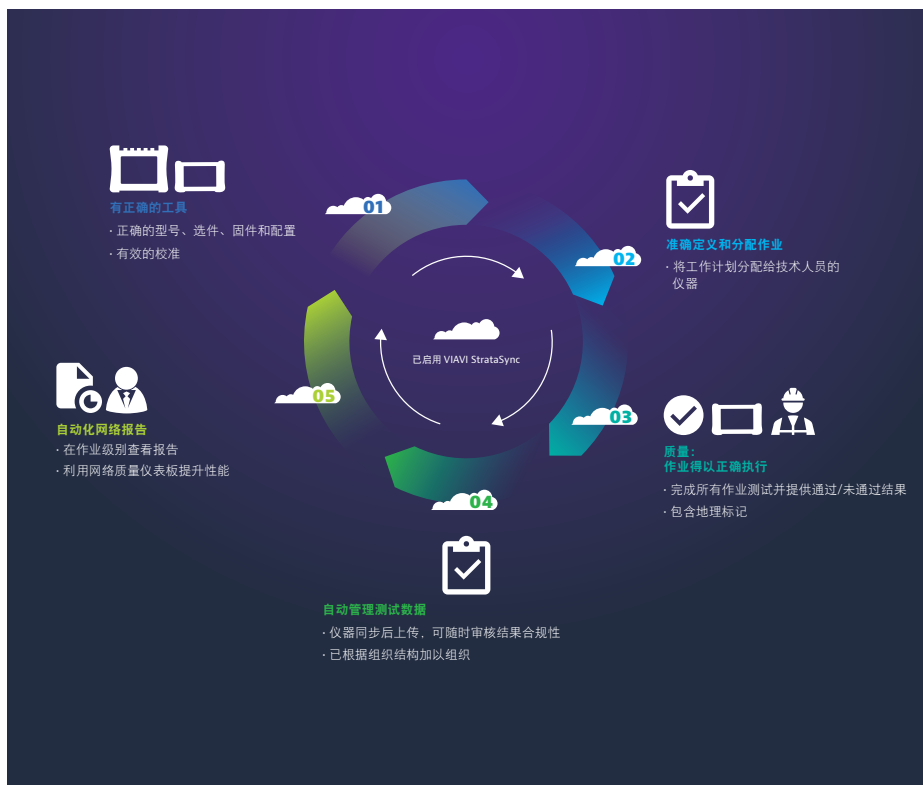 01
有正确的工具
· 正确的型号、选件、固件和配置
· 有效的校准
02
准确定义和分配作业
· 将工作计划分配给技术人员的
仪器
已启用 VIAVI StrataSync
03
质量:
作业得以正确执行
· 完成所有作业测试并提供通过/未通过结果
· 包含地理标记
04
自动管理测试数据
· 仪器同步后上传，可随时审核结果合规性
· 已根据组织结构加以组织
05
自动化网络报告
· 在作业级别查看报告
· 利用网络质量仪表板提升性能